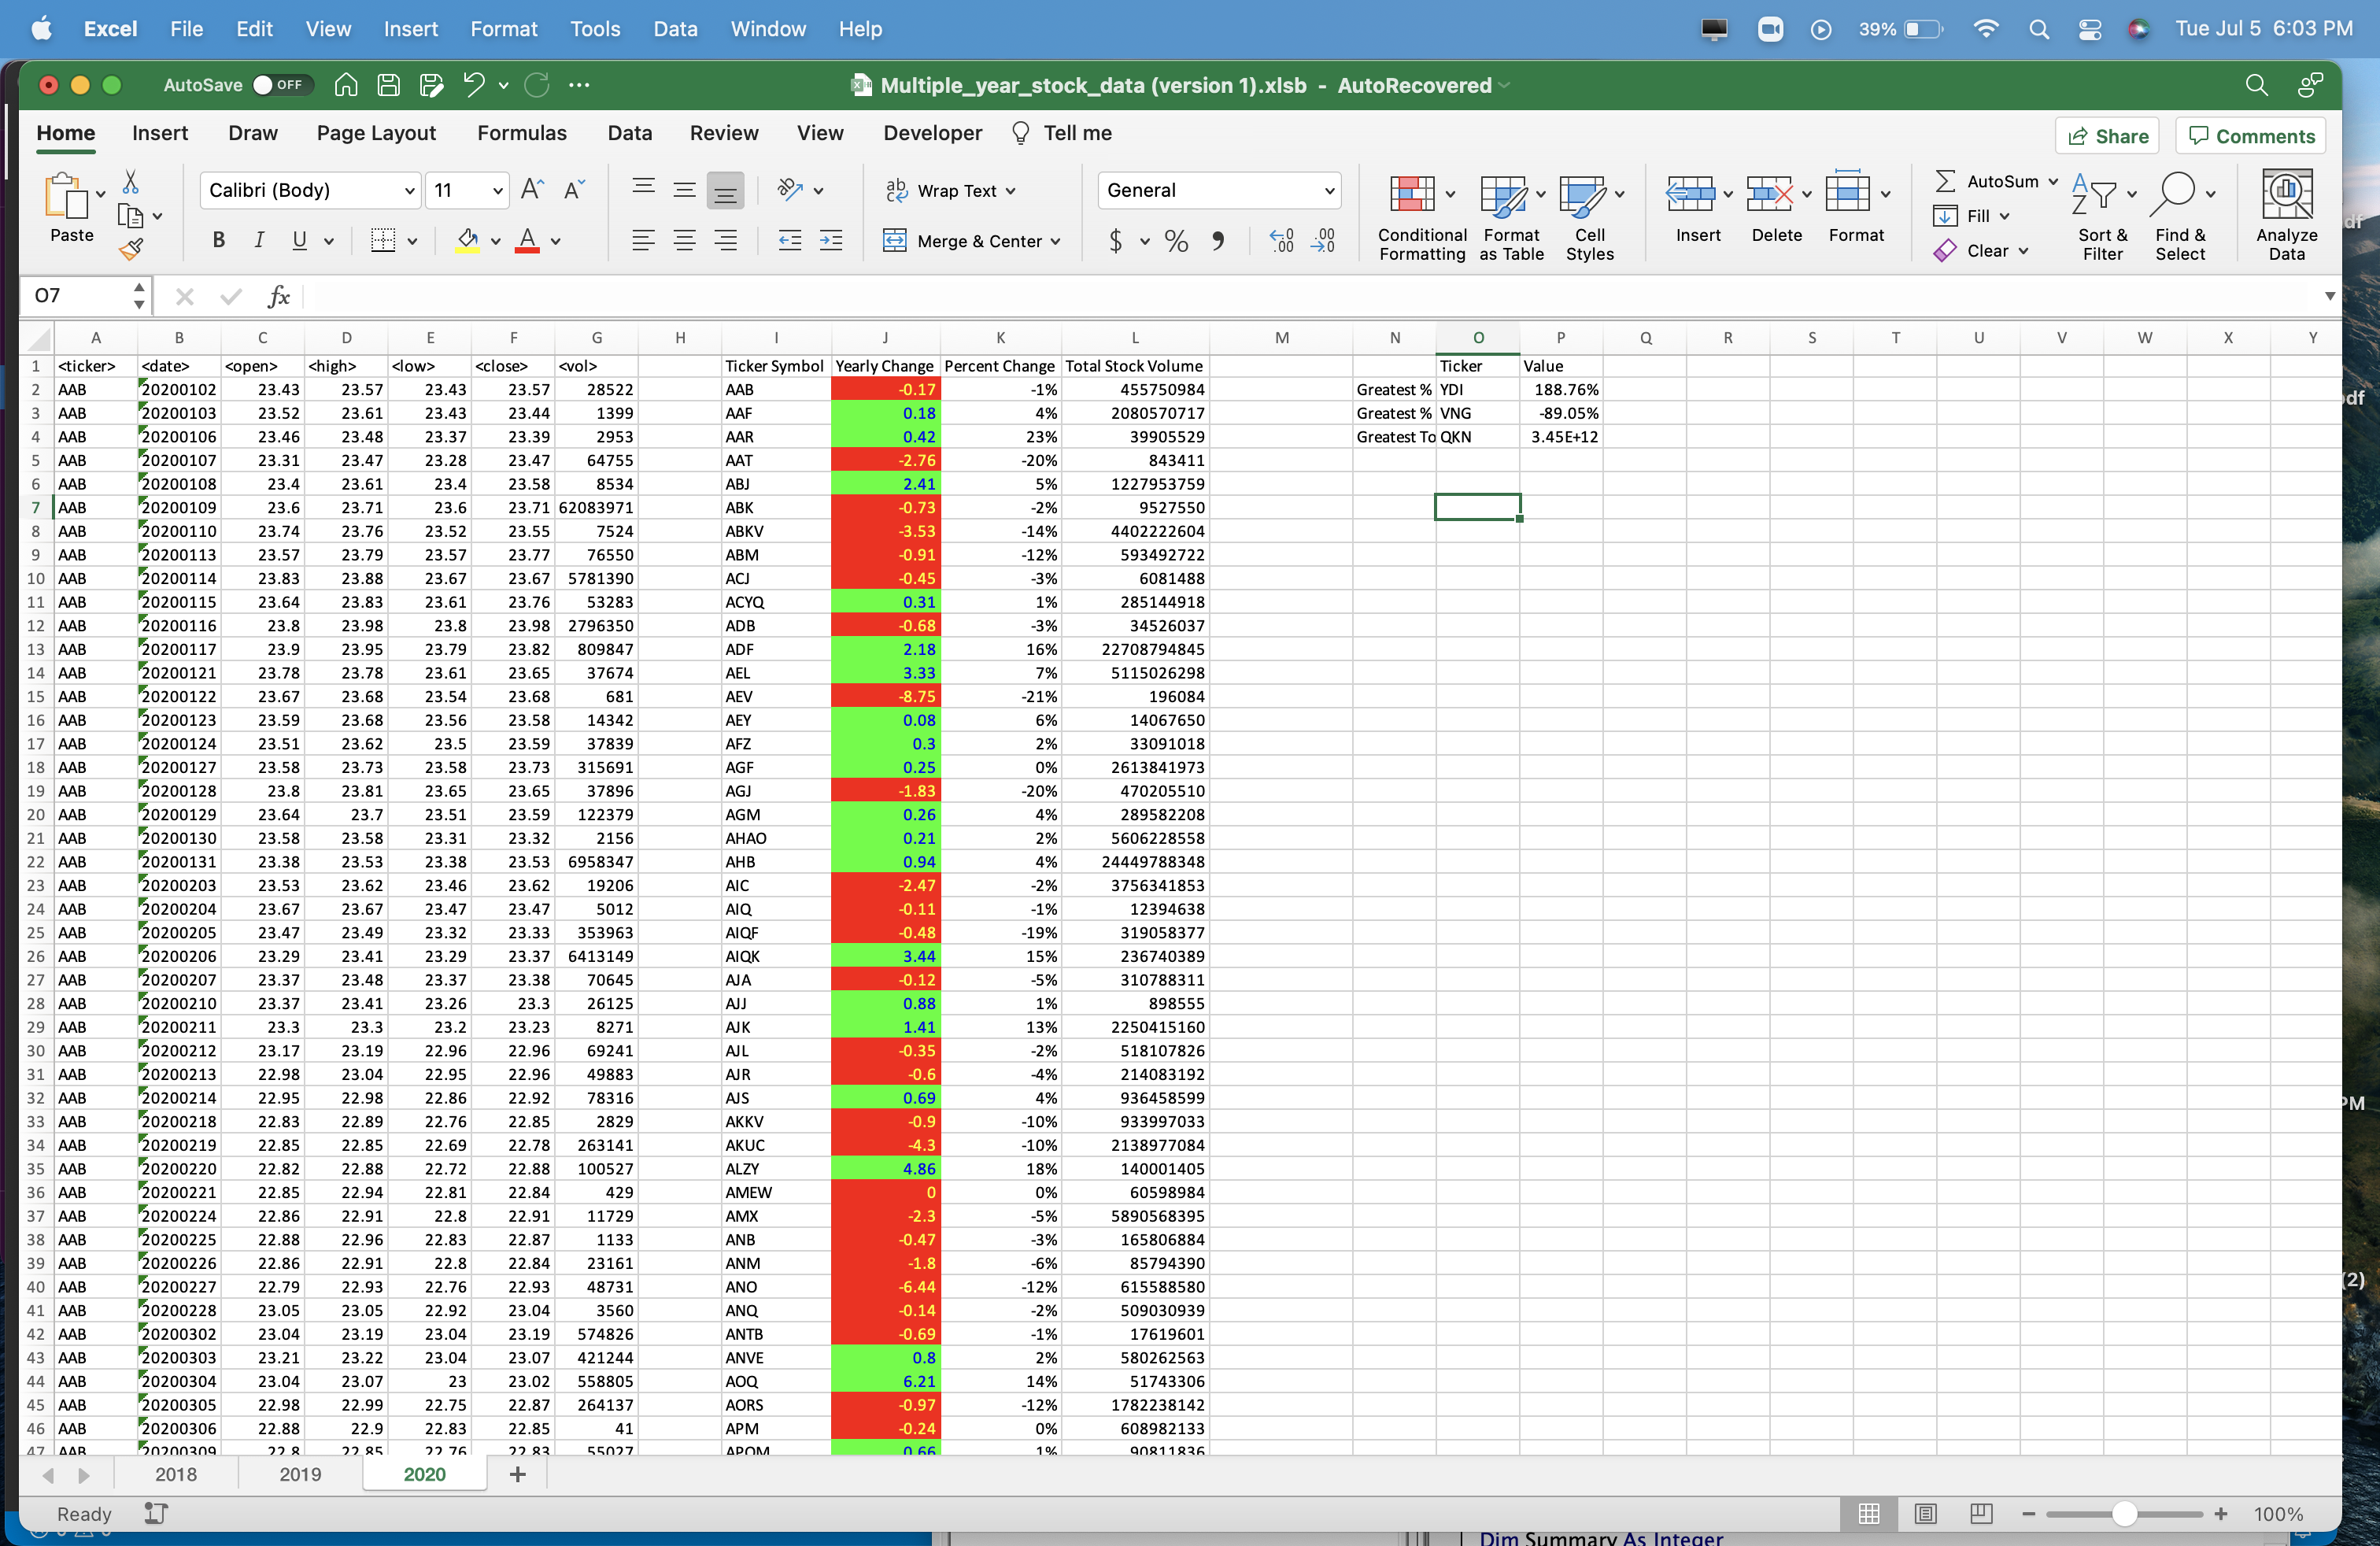 Excel File Edit View Insert Format Tools Data Window Help 39% Tue Jul 5 6:03 PM
AutoSave OFF Multiple_year_stock_data (version 1).xlsb - AutoRecovered
Home Insert Draw Page Layout Formulas Data Review View Developer Tell me Share Comments
Paste Calibri (Body) 11 Wrap Text General Conditional Formatting Format as Table Cell Styles Insert Delete Format AutoSum Fill Clear Sort & Filter Find & Select Analyze Data
B I U Merge & Center $ % 
O7 fx
A B C D E F G H I J K L M N O P Q R S T U V W X Y
1 <ticker> <date> <open> <high> <low> <close> <vol> Ticker Symbol Yearly Change Percent Change Total Stock Volume Ticker Value
2 AAB 20200102 23.43 23.57 23.43 23.57 28522 AAB -0.17 -1% 455750984 Greatest % YDI 188.76%
3 AAB 20200103 23.52 23.61 23.43 23.44 1399 AAF 0.18 4% 2080570717 Greatest % VNG -89.05%
4 AAB 20200106 23.46 23.48 23.37 23.39 2953 AAR 0.42 23% 39905529 Greatest To QKN 3.45E+12
5 AAB 20200107 23.31 23.47 23.28 23.47 64755 AAT -2.76 -20% 843411
6 AAB 20200108 23.4 23.61 23.4 23.58 8534 ABJ 2.41 5% 1227953759
7 AAB 20200109 23.6 23.71 23.6 23.71 62083971 ABK -0.73 -2% 9527550
8 AAB 20200110 23.74 23.76 23.52 23.55 7524 ABKV -3.53 -14% 4402222604
9 AAB 20200113 23.57 23.79 23.57 23.77 76550 ABM -0.91 -12% 593492722
10 AAB 20200114 23.83 23.88 23.67 23.67 5781390 ACJ -0.45 -3% 6081488
11 AAB 20200115 23.64 23.83 23.61 23.76 53283 ACYQ 0.31 1% 285144918
12 AAB 20200116 23.8 23.98 23.8 23.98 2796350 ADB -0.68 -3% 34526037
13 AAB 20200117 23.9 23.95 23.79 23.82 809847 ADF 2.18 16% 22708794845
14 AAB 20200121 23.78 23.78 23.61 23.65 37674 AEL 3.33 7% 5115026298
15 AAB 20200122 23.67 23.68 23.54 23.68 681 AEV -8.75 -21% 196084
16 AAB 20200123 23.59 23.68 23.56 23.58 14342 AEY 0.08 6% 14067650
17 AAB 20200124 23.51 23.62 23.5 23.59 37839 AFZ 0.3 2% 33091018
18 AAB 20200127 23.58 23.73 23.58 23.73 315691 AGF 0.25 0% 2613841973
19 AAB 20200128 23.8 23.81 23.65 23.65 37896 AGJ -1.83 -20% 470205510
20 AAB 20200129 23.64 23.7 23.51 23.59 122379 AGM 0.26 4% 289582208
21 AAB 20200130 23.58 23.58 23.31 23.32 2156 AHAO 0.21 2% 5606228558
22 AAB 20200131 23.38 23.53 23.38 23.53 6958347 AHB 0.94 4% 24449788348
23 AAB 20200203 23.53 23.62 23.46 23.62 19206 AIC -2.47 -2% 3756341853
24 AAB 20200204 23.67 23.67 23.47 23.47 5012 AIQ -0.11 -1% 12394638
25 AAB 20200205 23.47 23.49 23.32 23.33 353963 AIQF -0.48 -19% 319058377
26 AAB 20200206 23.29 23.41 23.29 23.37 6413149 AIQK 3.44 15% 236740389
27 AAB 20200207 23.37 23.48 23.37 23.38 70645 AJA -0.12 -5% 310788311
28 AAB 20200210 23.37 23.41 23.26 23.3 26125 AJJ 0.88 1% 898555
29 AAB 20200211 23.3 23.3 23.2 23.23 8271 AJK 1.41 13% 2250415160
30 AAB 20200212 23.17 23.19 22.96 22.96 69241 AJL -0.35 -2% 518107826
31 AAB 20200213 22.98 23.04 22.95 22.96 49883 AJR -0.6 -4% 214083192
32 AAB 20200214 22.95 22.98 22.86 22.92 78316 AJS 0.69 4% 936458599
33 AAB 20200218 22.83 22.89 22.76 22.85 2829 AKKV -0.9 -10% 933997033
34 AAB 20200219 22.85 22.85 22.69 22.78 263141 AKUC -4.3 -10% 2138977084
35 AAB 20200220 22.82 22.88 22.72 22.88 100527 ALZY 4.86 18% 140001405
36 AAB 20200221 22.85 22.94 22.81 22.84 429 AMEW 0 0% 60598984
37 AAB 20200224 22.86 22.91 22.8 22.91 11729 AMX -2.3 -5% 5890568395
38 AAB 20200225 22.88 22.96 22.83 22.87 1133 ANB -0.47 -3% 165806884
39 AAB 20200226 22.86 22.91 22.8 22.84 23161 ANM -1.8 -6% 85794390
40 AAB 20200227 22.79 22.93 22.76 22.93 48731 ANO -6.44 -12% 615588580
41 AAB 20200228 23.05 23.05 22.92 23.04 3560 ANQ -0.14 -2% 509030939
42 AAB 20200302 23.04 23.19 23.04 23.19 574826 ANTB -0.69 -1% 17619601
43 AAB 20200303 23.21 23.22 23.04 23.07 421244 ANVE 0.8 2% 580262563
44 AAB 20200304 23.04 23.07 23 23.02 558805 AOQ 6.21 14% 51743306
45 AAB 20200305 22.98 22.99 22.75 22.87 264137 AORS -0.97 -12% 1782238142
46 AAB 20200306 22.88 22.9 22.83 22.85 41 APM -0.24 0% 608982133
47 AAB 20200309 22.8 22.85 22.76 22.83 55027 APQM 0.66 1% 90811836
2018 2019 2020 +
Ready 100%
Dim Summary As Integer
df
PM
(2)